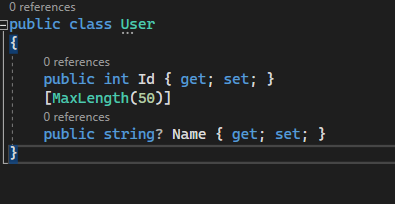 0 references
public class User
{
0 references
public int Id { get; set; }
[MaxLength(50)]
0 references
public string? Name { get; set; }
}